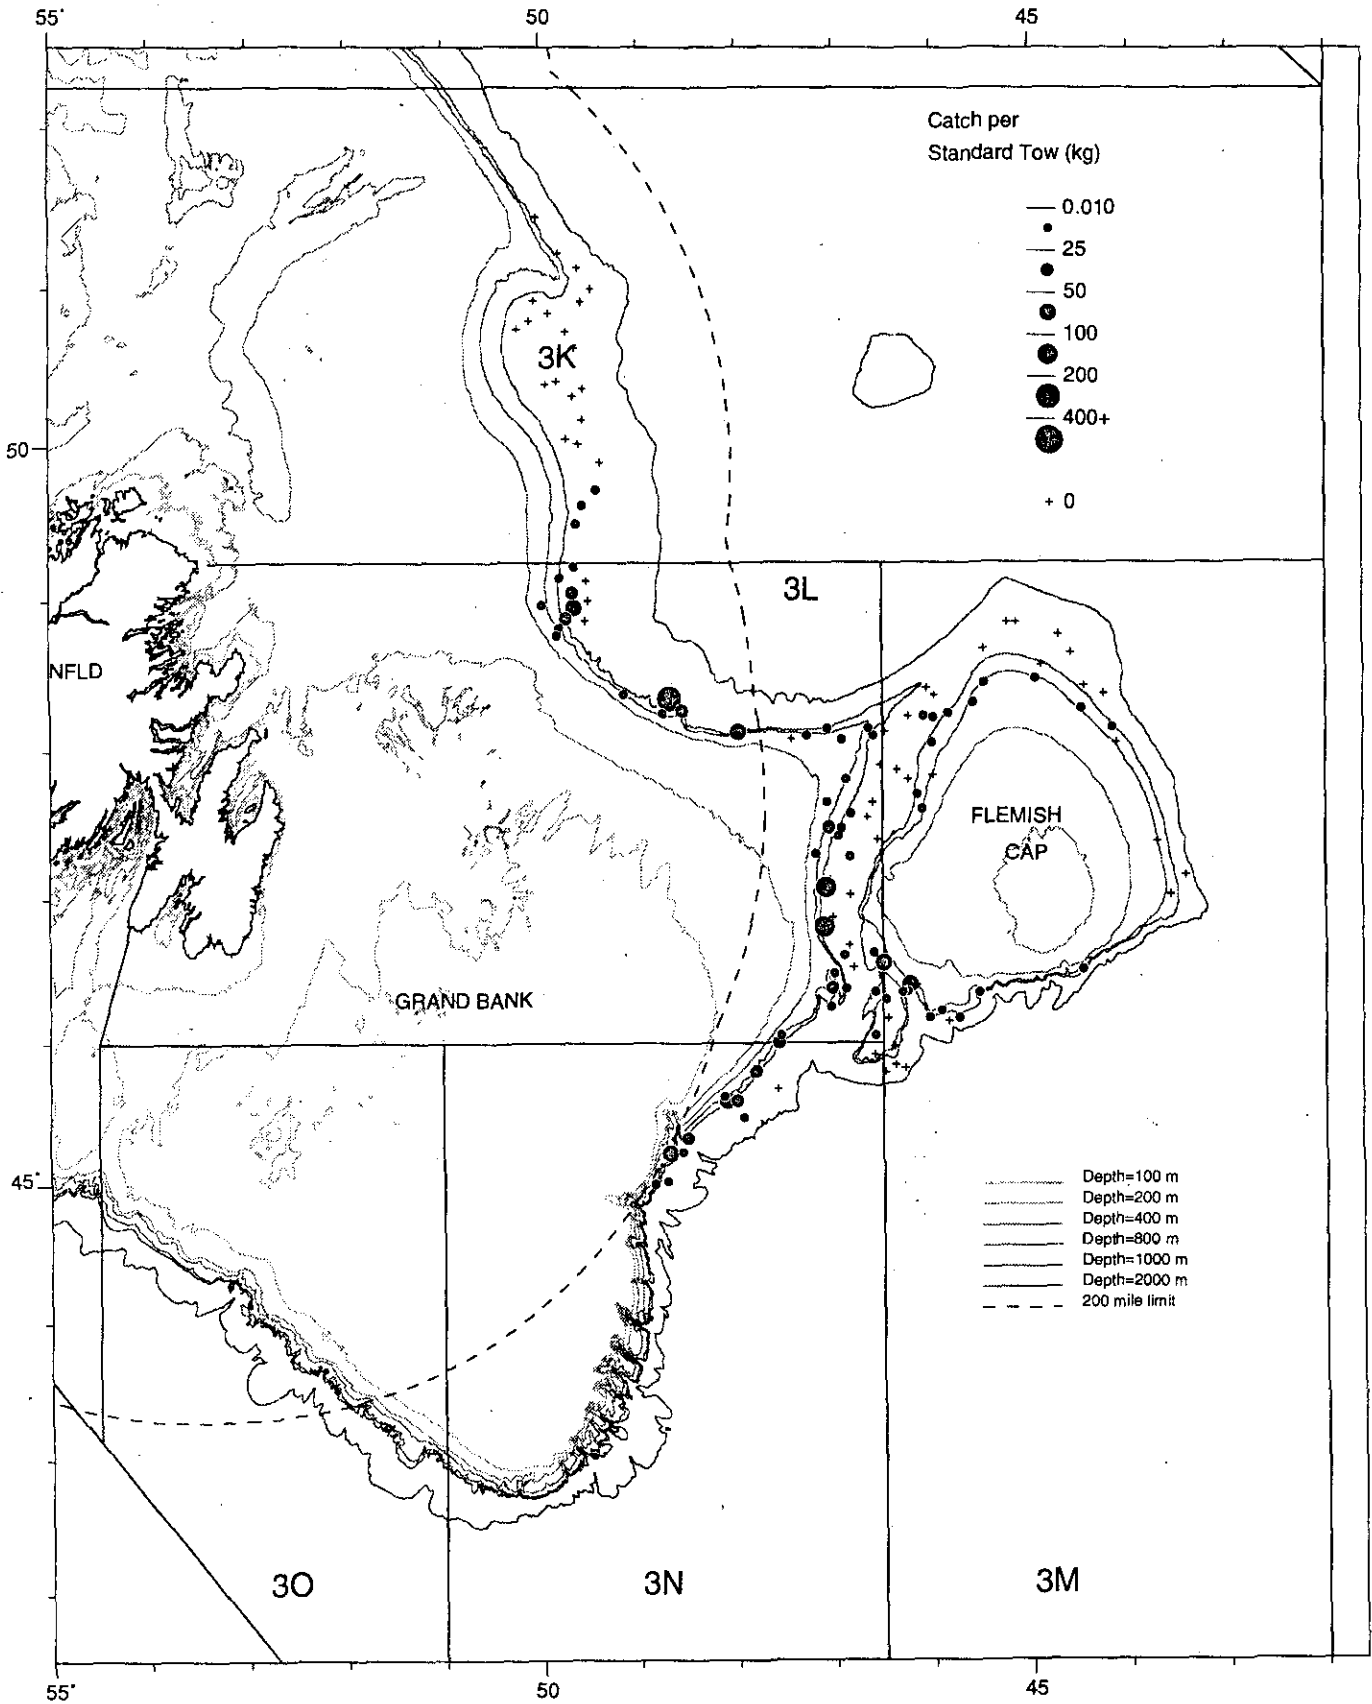 55°
50
45
Catch per
Standard Tow (kg)
0.010
25
50
100
200
400+
+ 0
3K
50
3L
NFLD
FLEMISH
CAP
GRAND BANK
45°
Depth=100 m
Depth=200 m
Depth=400 m
Depth=800 m
Depth=1000 m
Depth=2000 m
200 mile limit
3O
3N
3M
55°
50
45